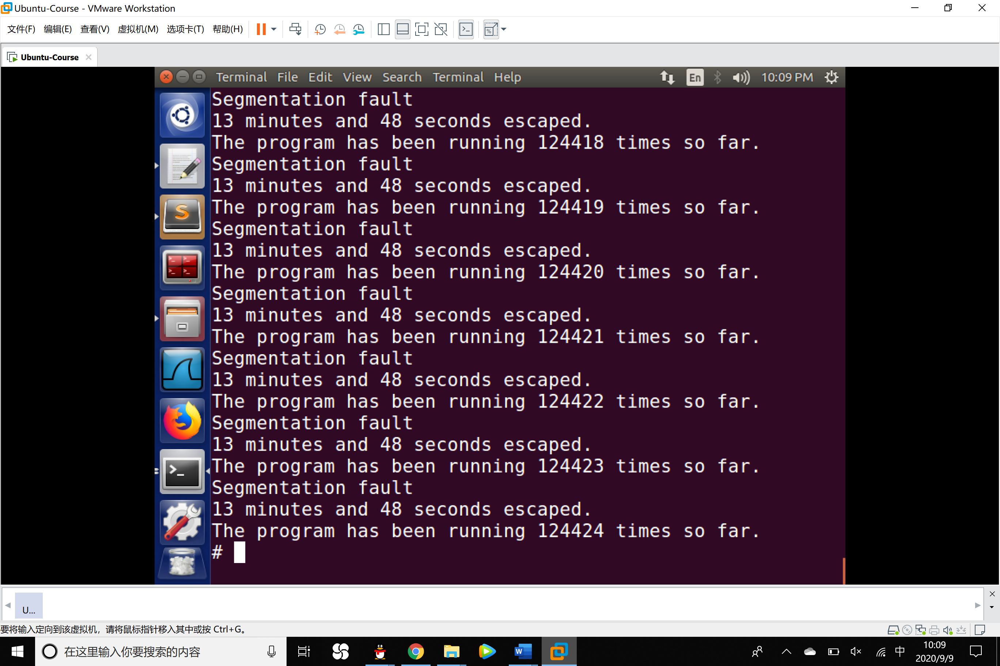 Ubuntu-Course - VMware Workstation
文件(F) 编辑(E) 查看(V) 虚拟机(M) 选项卡(T) 帮助(H)
Ubuntu-Course
Terminal File Edit View Search Terminal Help En 10:09 PM
Segmentation fault
13 minutes and 48 seconds escaped.
The program has been running 124418 times so far.
Segmentation fault
13 minutes and 48 seconds escaped.
The program has been running 124419 times so far.
Segmentation fault
13 minutes and 48 seconds escaped.
The program has been running 124420 times so far.
Segmentation fault
13 minutes and 48 seconds escaped.
The program has been running 124421 times so far.
Segmentation fault
13 minutes and 48 seconds escaped.
The program has been running 124422 times so far.
Segmentation fault
13 minutes and 48 seconds escaped.
The program has been running 124423 times so far.
Segmentation fault
13 minutes and 48 seconds escaped.
The program has been running 124424 times so far.
#
U...
要将输入定向到该虚拟机，请将鼠标指针移入其中或按 Ctrl+G。
在这里输入你要搜索的内容
中
10:09
2020/9/9